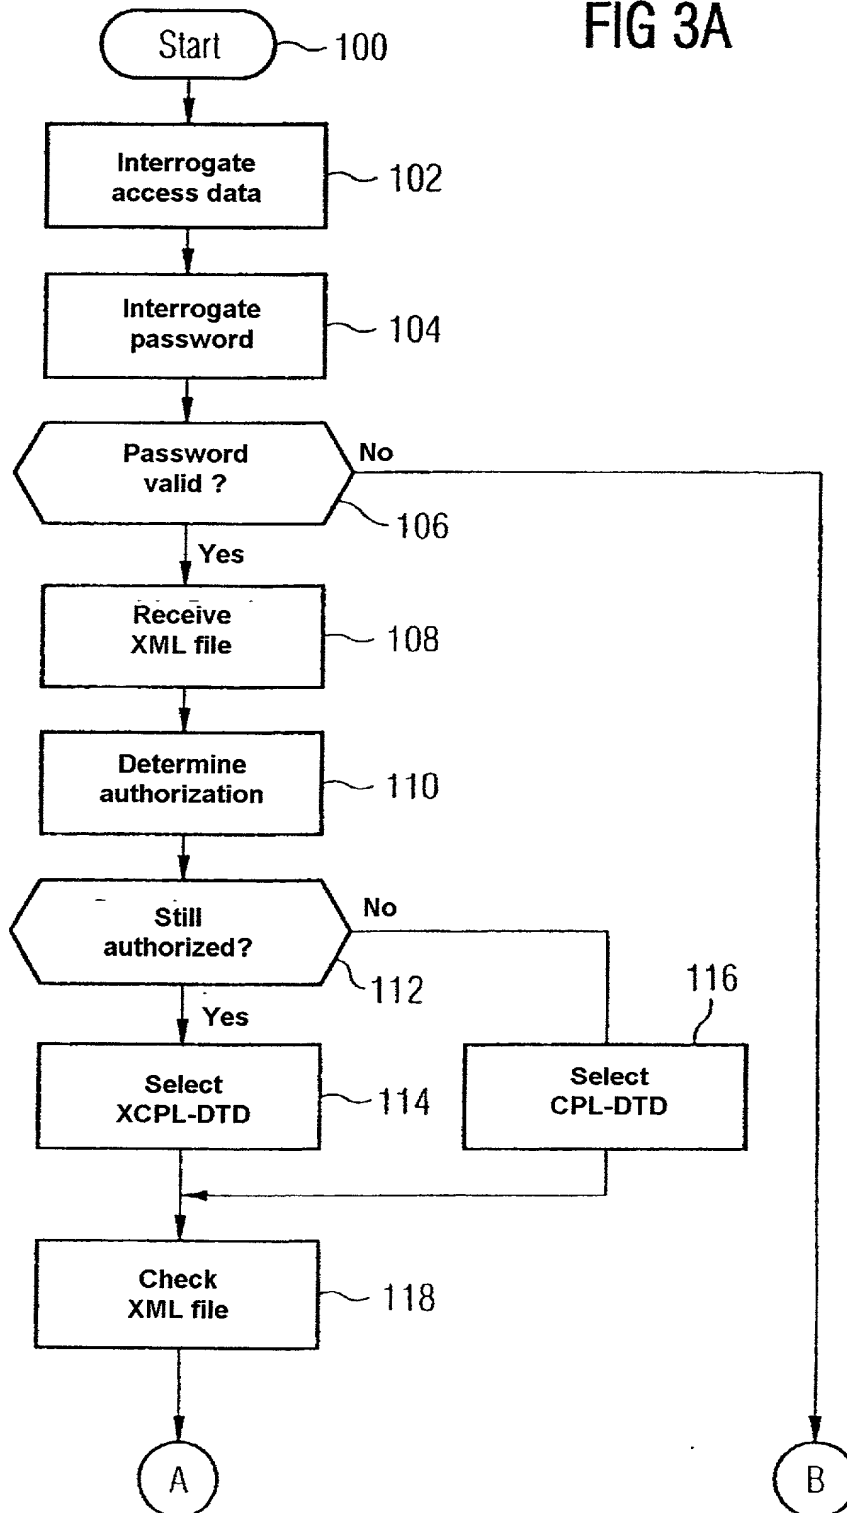 FIG 3A
Start
100
Interrogate
access data
102
Interrogate
password
104
Password
valid ?
No
106
Yes
Receive
XML file
108
Determine
authorization
110
Still
authorized?
No
112
Yes
116
Select
XCPL-DTD
114
Select
CPL-DTD
Check
XML file
118
A
B